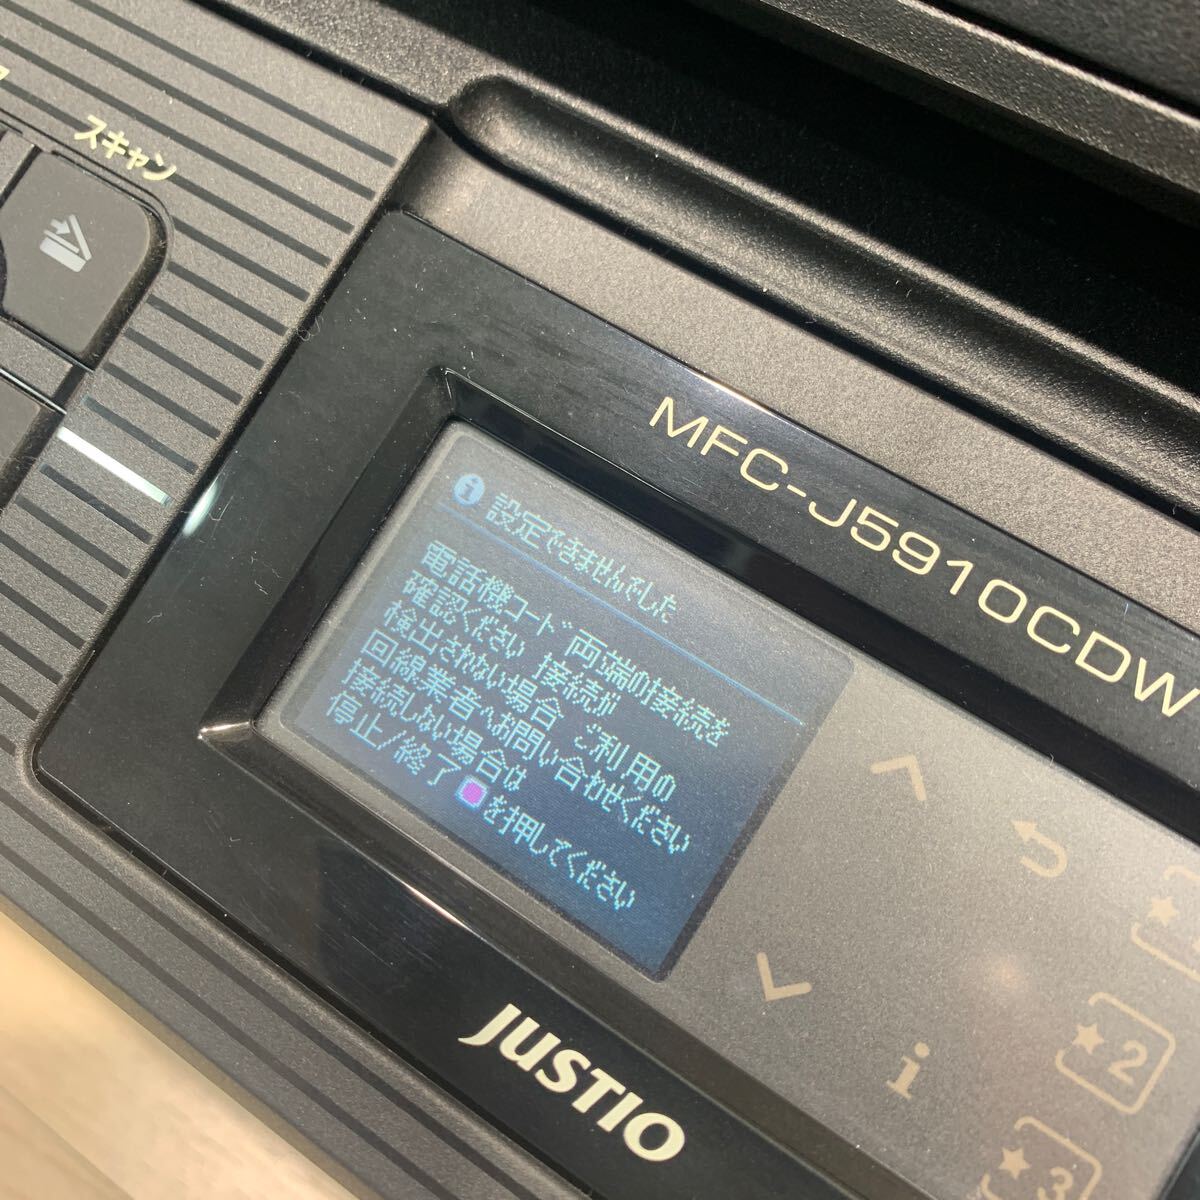 スキャン
MFC-J5910CDW
設定できませんでした
電話機コード両端の接続を
確認ください 接続が
検出されない場合 ご利用の
回線業者へお問い合わせください
接続しない場合は
停止/終了 を押してください
JUSTIO
2
3